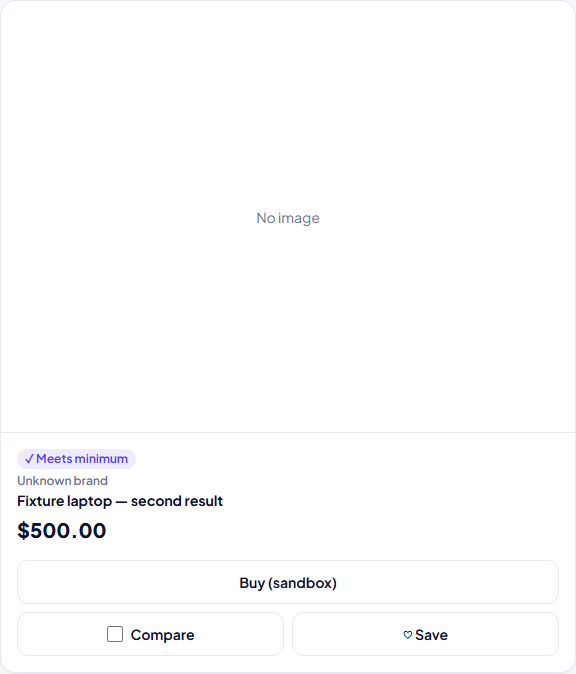 No image
✓ Meets minimum
Unknown brand
Fixture laptop — second result
$500.00
Buy (sandbox)
Compare
♡ Save